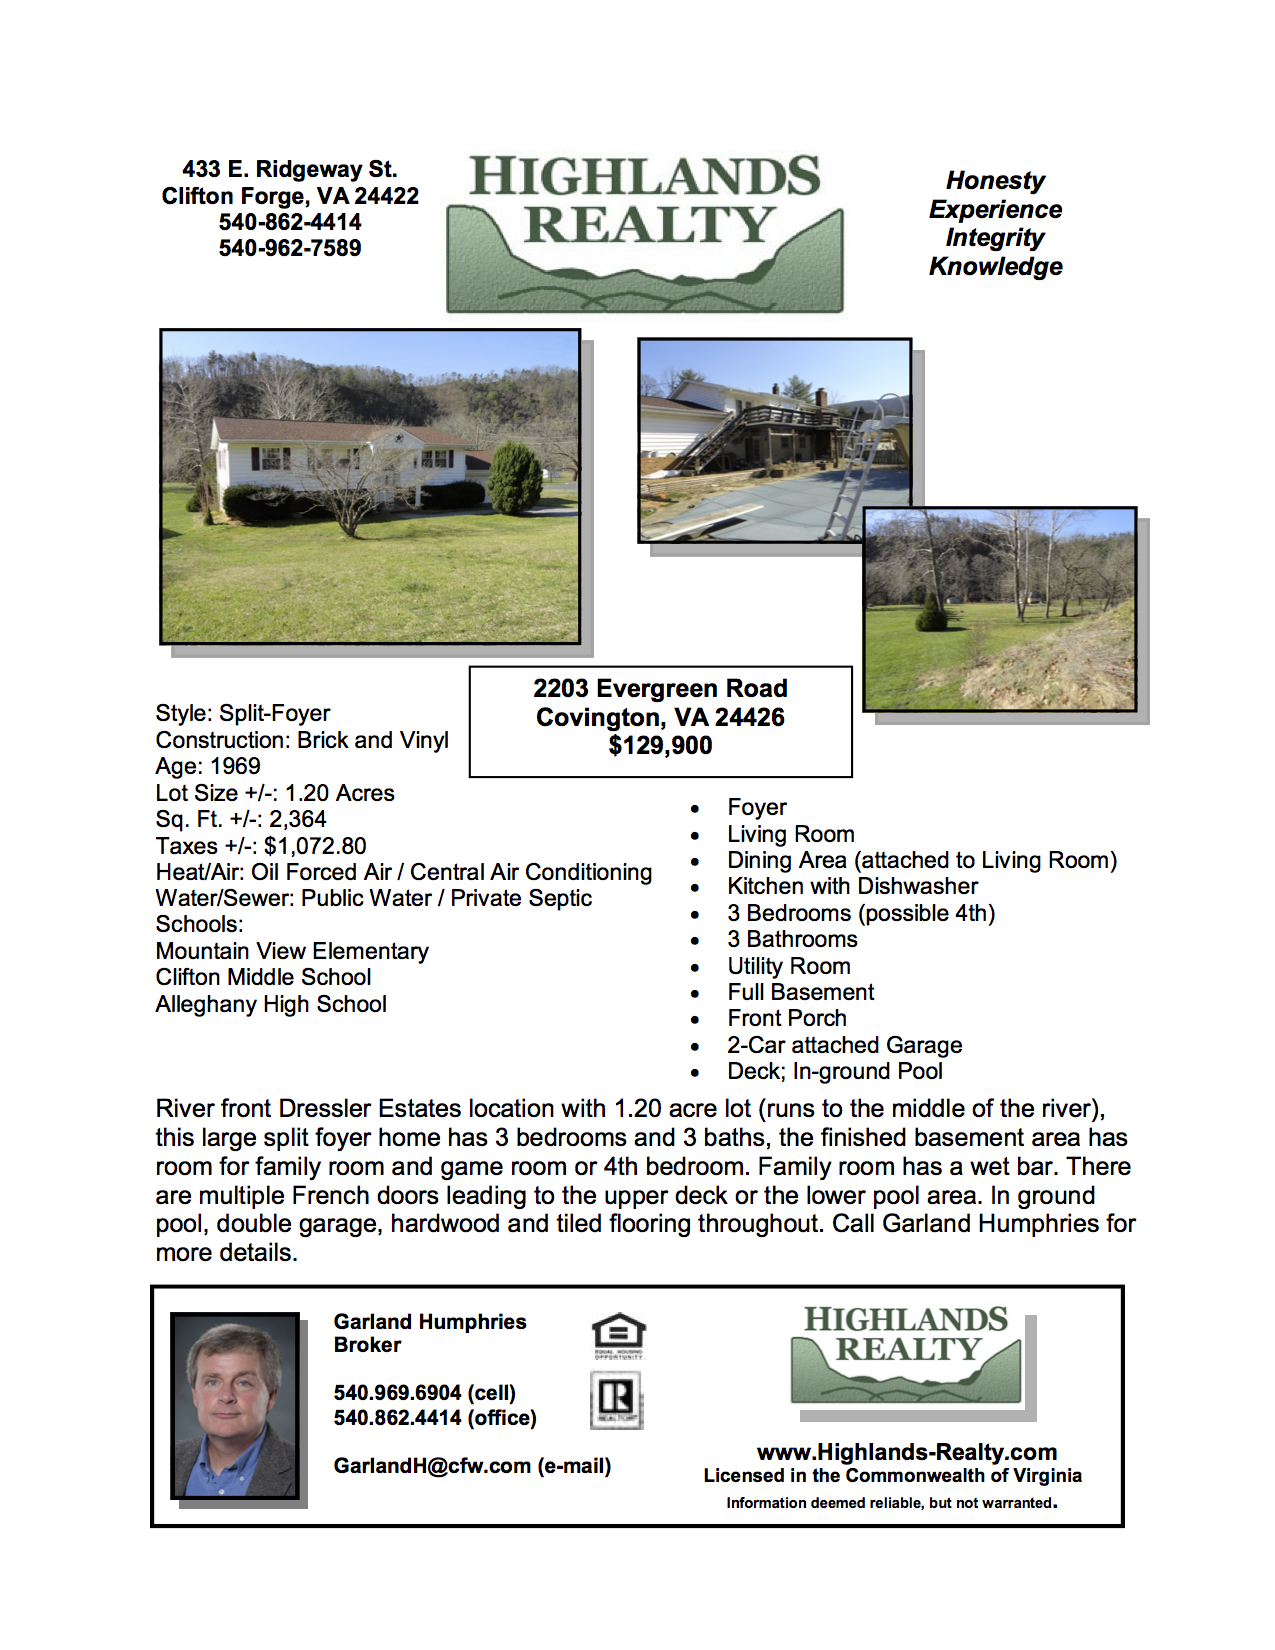 433 E. Ridgeway St.
Clifton Forge, VA 24422
540-862-4414
540-962-7589
HIGHLANDS
REALTY
Honesty
Experience
Integrity
Knowledge
2203 Evergreen Road
Covington, VA 24426
$129,900
Style: Split-Foyer
Construction: Brick and Vinyl
Age: 1969
Lot Size +/-: 1.20 Acres
Sq. Ft. +/-: 2,364
Taxes +/-: $1,072.80
Heat/Air: Oil Forced Air / Central Air Conditioning
Water/Sewer: Public Water / Private Septic
Schools:
Mountain View Elementary
Clifton Middle School
Alleghany High School
• Foyer
• Living Room
• Dining Area (attached to Living Room)
• Kitchen with Dishwasher
• 3 Bedrooms (possible 4th)
• 3 Bathrooms
• Utility Room
• Full Basement
• Front Porch
• 2-Car attached Garage
• Deck; In-ground Pool
River front Dressler Estates location with 1.20 acre lot (runs to the middle of the river),
this large split foyer home has 3 bedrooms and 3 baths, the finished basement area has
room for family room and game room or 4th bedroom. Family room has a wet bar. There
are multiple French doors leading to the upper deck or the lower pool area. In ground
pool, double garage, hardwood and tiled flooring throughout. Call Garland Humphries for
more details.
Garland Humphries
Broker
540.969.6904 (cell)
540.862.4414 (office)
GarlandH@cfw.com (e-mail)
EQUAL HOUSING
OPPORTUNITY
REALTOR
HIGHLANDS
REALTY
www.Highlands-Realty.com
Licensed in the Commonwealth of Virginia
Information deemed reliable, but not warranted.